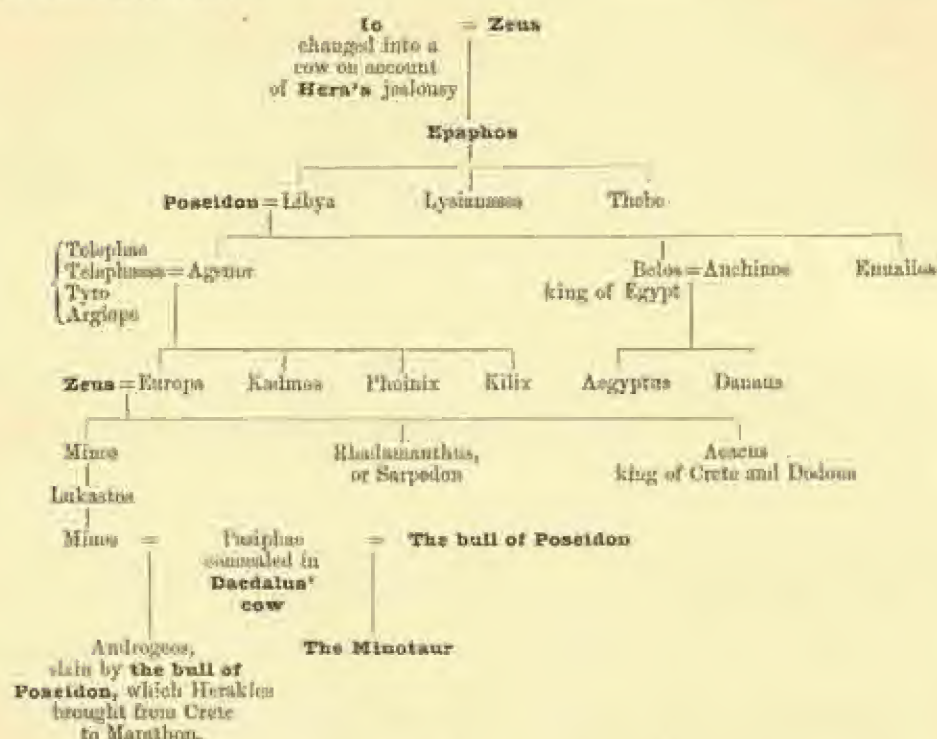 Io = Zeus
changed into a
cow on account
of Hera's jealousy
Epaphos
Poseidon = Libya Lysianassa Thebe
Telephae
Telephassa = Agenor Belos = Anchinoe Enualios
Tyro king of Egypt
Argiope
Zeus = Europa Kadmos Phoinix Kilix Aegyptus Danaus
Minos Rhadamanthus, Aeacus
or Sarpedon king of Crete and Dodona
Lukastos
Minos = Pasiphae = The bull of Poseidon
concealed in
Daedalus'
cow
Androgeos, The Minotaur
slain by the bull of
Poseidon, which Herakles
brought from Crete
to Marathon.